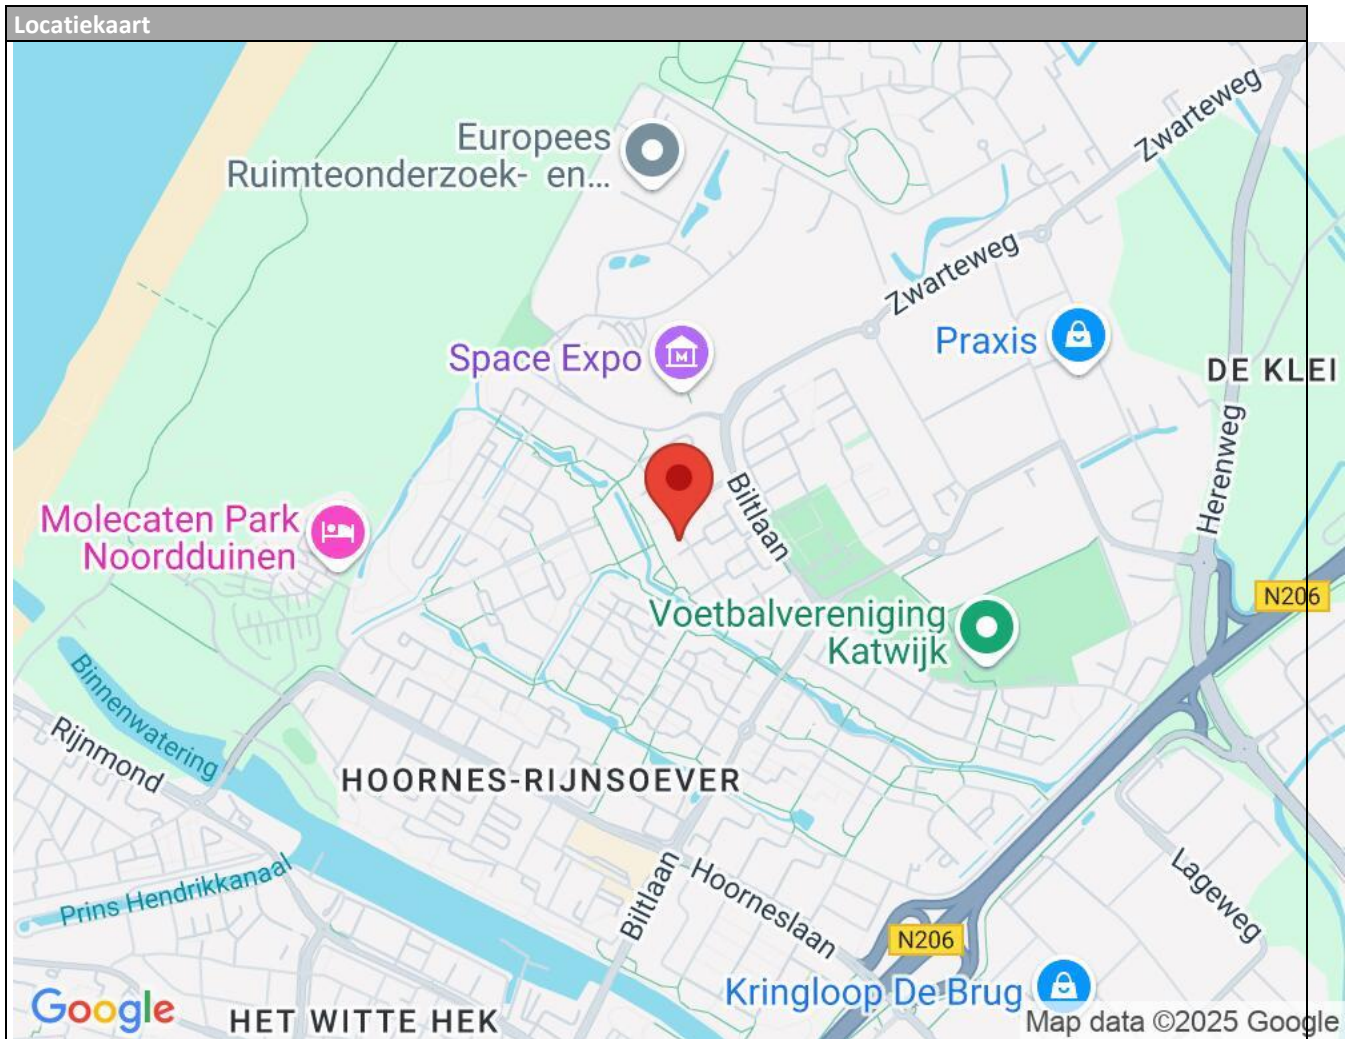 Locatiekaart
Europees
Ruimteonderzoek- en...
Zwarteweg
Zwarteweg
Space Expo
Praxis
DE KLEI
Herenweg
Biltlaan
Molecaten Park
Noordduinen
N206
Voetbalvereniging
Katwijk
Binnenwatering
Rijnmond
HOORNES-RIJNSOEVER
Prins Hendrikkanaal
Biltlaan
Hoorneslaan
Lageweg
N206
Kringloop De Brug
Google
HET WITTE HEK
Map data ©2025 Google